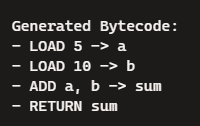 Generated Bytecode:
- LOAD 5 -> a
- LOAD 10 -> b
- ADD a, b -> sum
- RETURN sum